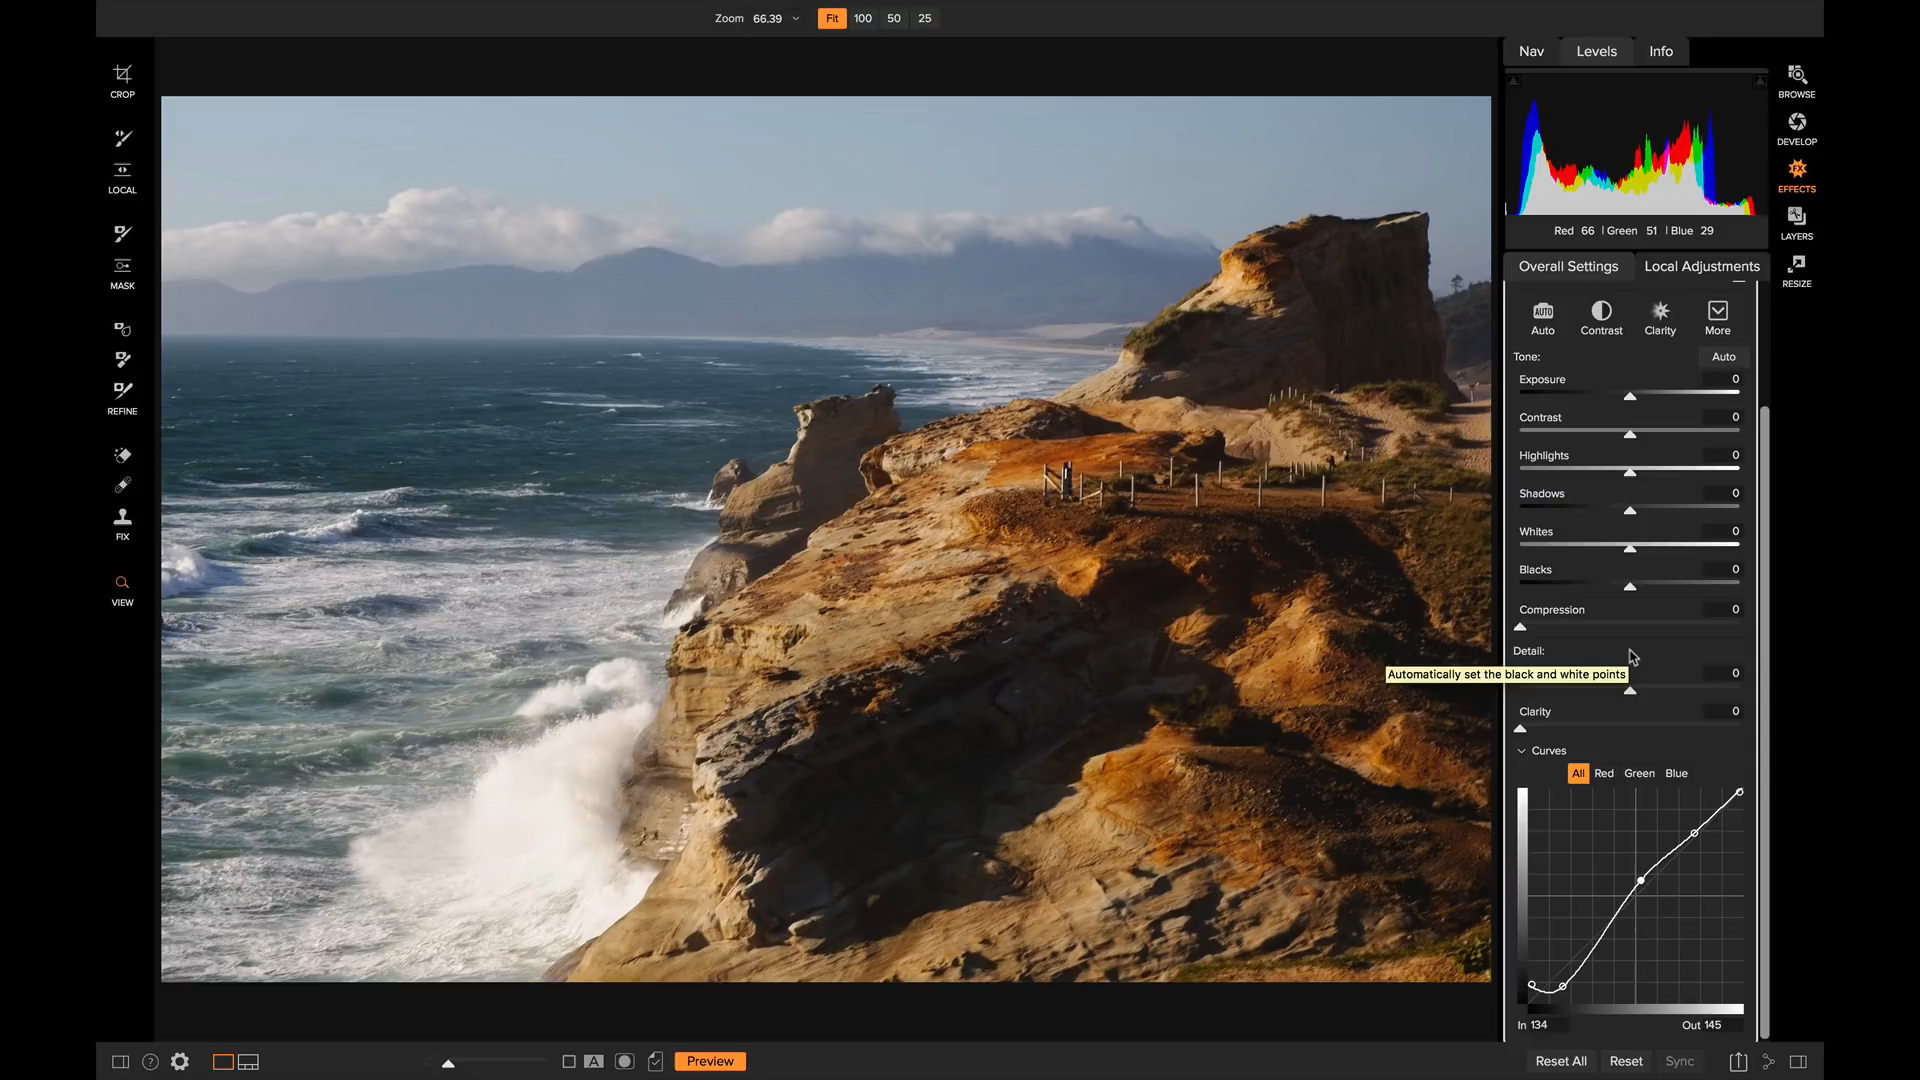 Zoom 66.39 Fit 100 50 25
Nav Levels Info
CROP
LOCAL
MASK
REFINE
FIX
VIEW
BROWSE
DEVELOP
FX
EFFECTS
LAYERS
RESIZE
Red 66 | Green 51 | Blue 29
Overall Settings Local Adjustments
AUTO
Auto Contrast Clarity More
Tone: Auto
Exposure 0
Contrast 0
Highlights 0
Shadows 0
Whites 0
Blacks 0
Compression 0
Detail:
Automatically set the black and white points 0
Clarity 0
Curves
All Red Green Blue
In 134 Out 145
? A Preview Reset All Reset Sync